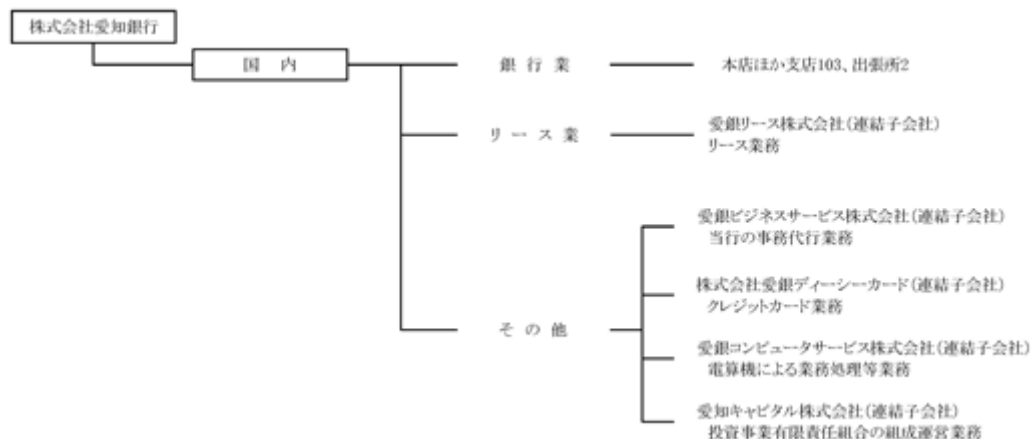 株式会社愛知銀行
国 内
銀 行 業
本店ほか支店103、出張所2
リ ー ス 業
愛銀リース株式会社(連結子会社)
リース業務
愛銀ビジネスサービス株式会社(連結子会社)
当行の事務代行業務
株式会社愛銀ディーシーカード(連結子会社)
クレジットカード業務
そ の 他
愛銀コンピュータサービス株式会社(連結子会社)
電算機による業務処理等業務
愛知キャピタル株式会社(連結子会社)
投資事業有限責任組合の組成運営業務